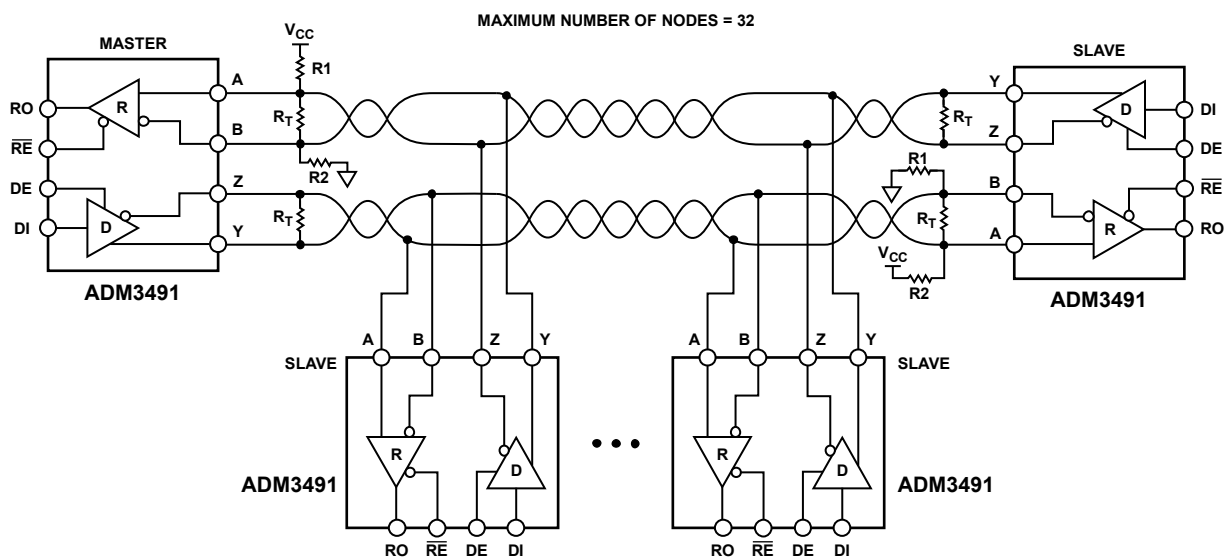 MAXIMUM NUMBER OF NODES = 32
MASTER
VCC
SLAVE
R1
A
Y
RO
R
RT
RT
D
DI
B
Z
RE
R2
R1
DE
DE
Z
B
RE
D
RT
RT
R
DI
RO
Y
A
VCC
R2
ADM3491
ADM3491
A
B
Z
Y
A
B
Z
Y
SLAVE
SLAVE
R
D
R
D
ADM3491
ADM3491
RO
RE
DE
DI
RO
RE
DE
DI